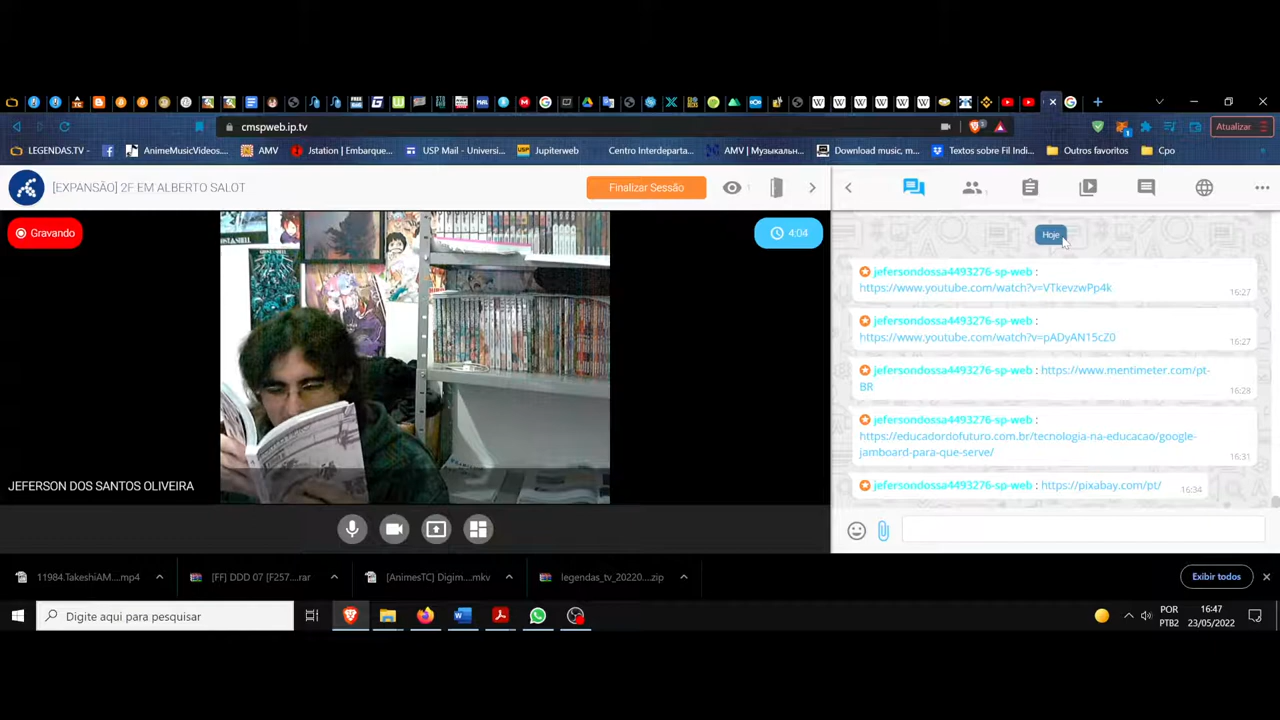 cmspweb.ip.tv
Atualizar
LEGENDAS.TV
AnimeMusicVideos...
AMV
Jstation | Embarque...
USP Mail - Universi...
Jupiterweb
Centro Interdeparta...
AMV | Музыкальн...
Download music, m...
Textos sobre Fil Indi...
Outros favoritos
Cpo
[EXPANSÃO] 2F EM ALBERTO SALOT
Finalizar Sessão
1
1
Gravando
4:04
Hoje
jefersondossa4493276-sp-web :
https://www.youtube.com/watch?v=VTkevzwPp4k
16:27
jefersondossa4493276-sp-web :
https://www.youtube.com/watch?v=pADyAN15cZ0
16:27
jefersondossa4493276-sp-web : https://www.mentimeter.com/pt-
BR
16:28
jefersondossa4493276-sp-web :
https://educadordofuturo.com.br/tecnologia-na-educacao/google-
jamboard-para-que-serve/
16:31
jefersondossa4493276-sp-web : https://pixabay.com/pt/
16:34
JEFERSON DOS SANTOS OLIVEIRA
11984.TakeshiAM....mp4
[FF] DDD 07 [F257....rar
[AnimesTC] Digim....mkv
legendas_tv_20220....zip
Exibir todos
Digite aqui para pesquisar
POR
PTB2
16:47
23/05/2022